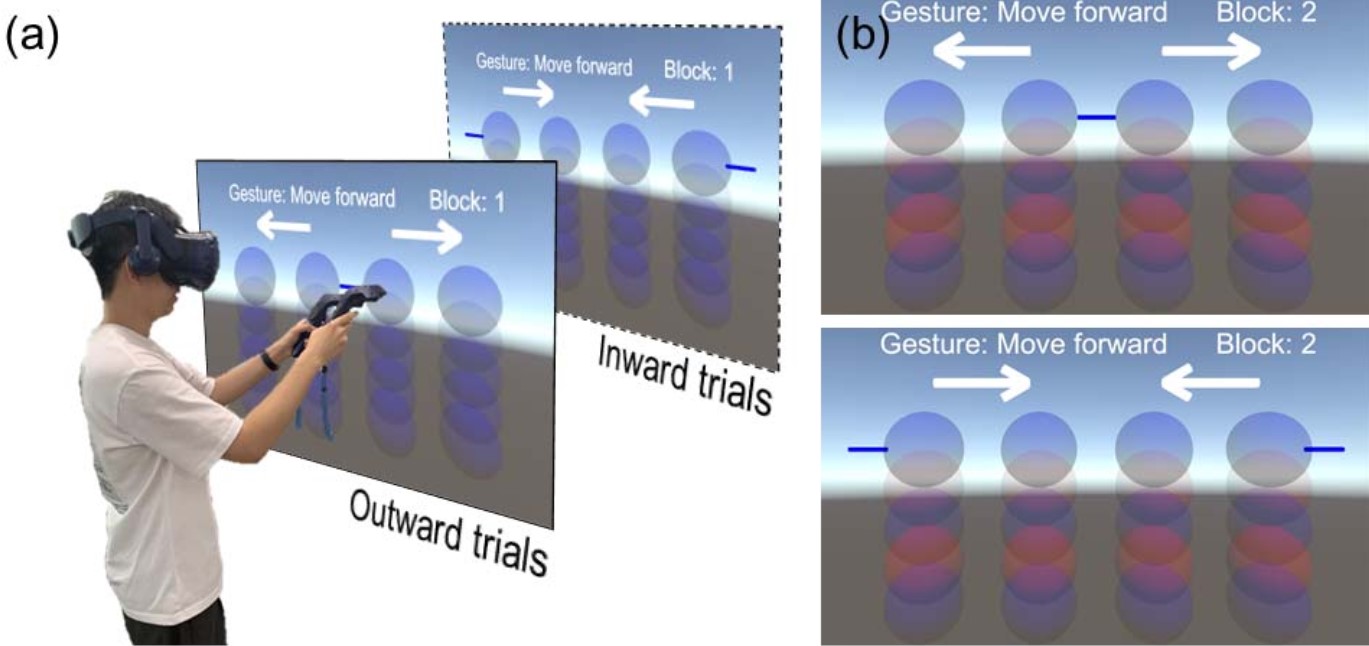 (a)
Gesture: Move forward Block: 1
Gesture: Move forward Block: 1
Inward trials
Outward trials
(b)
Gesture: Move forward Block: 2
Gesture: Move forward Block: 2